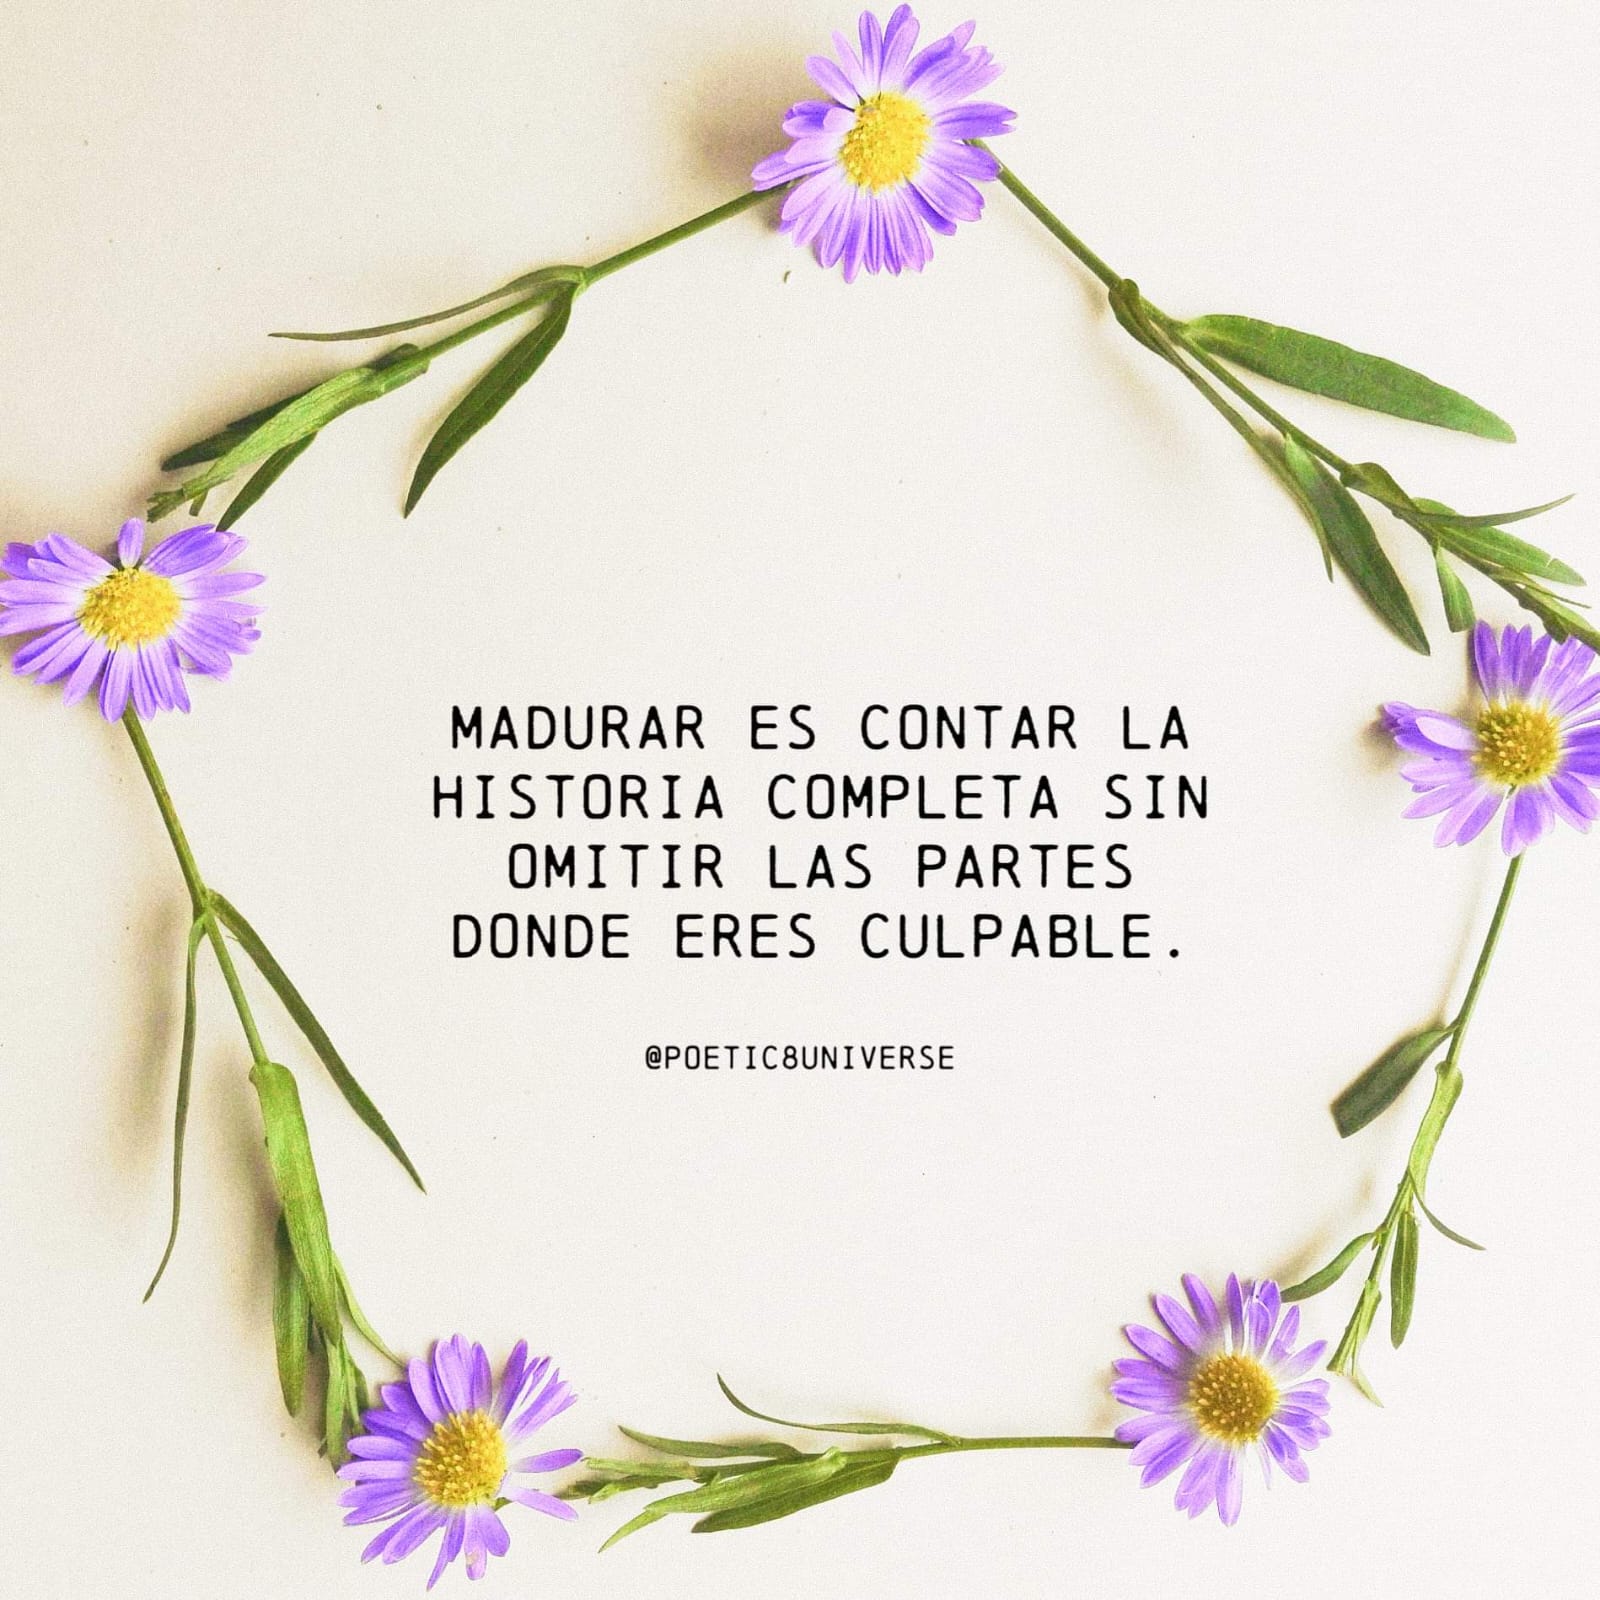 MADURAR ES CONTAR LA
HISTORIA COMPLETA SIN
OMITIR LAS PARTES
DONDE ERES CULPABLE.
@POETIC8UNIVERSE